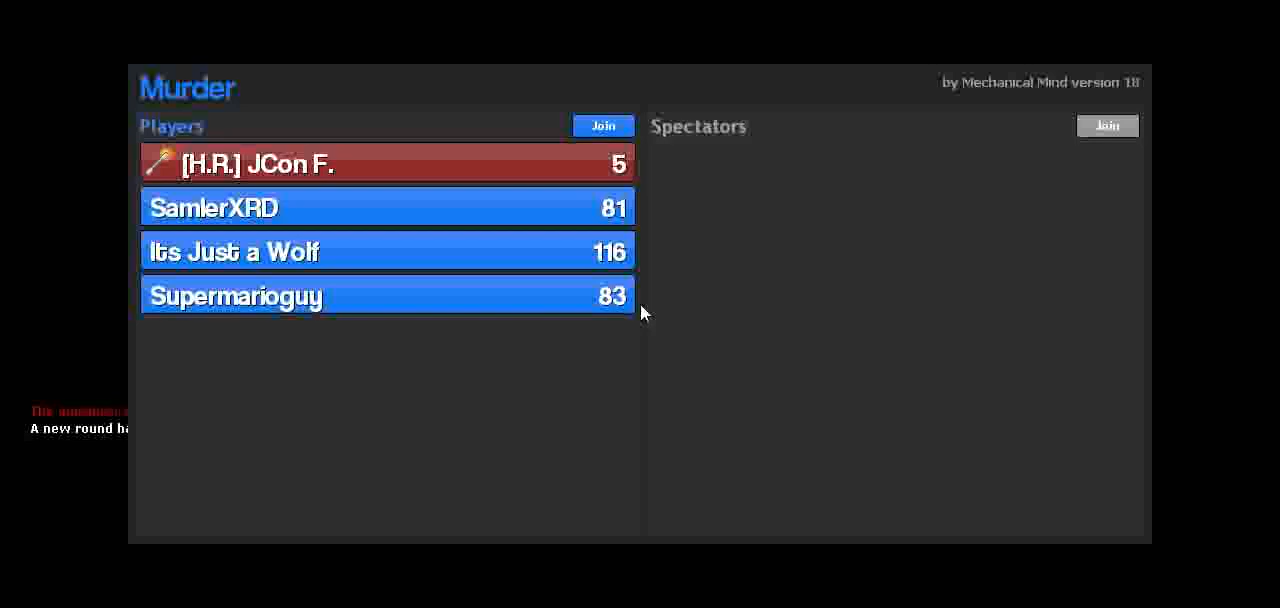 Murder
by Mechanical Mind version 18
Players
Join
Spectators
Join
[H.R.] JCon F.
5
SamlerXRD
81
Its Just a Wolf
116
Supermarioguy
83
A new round ha